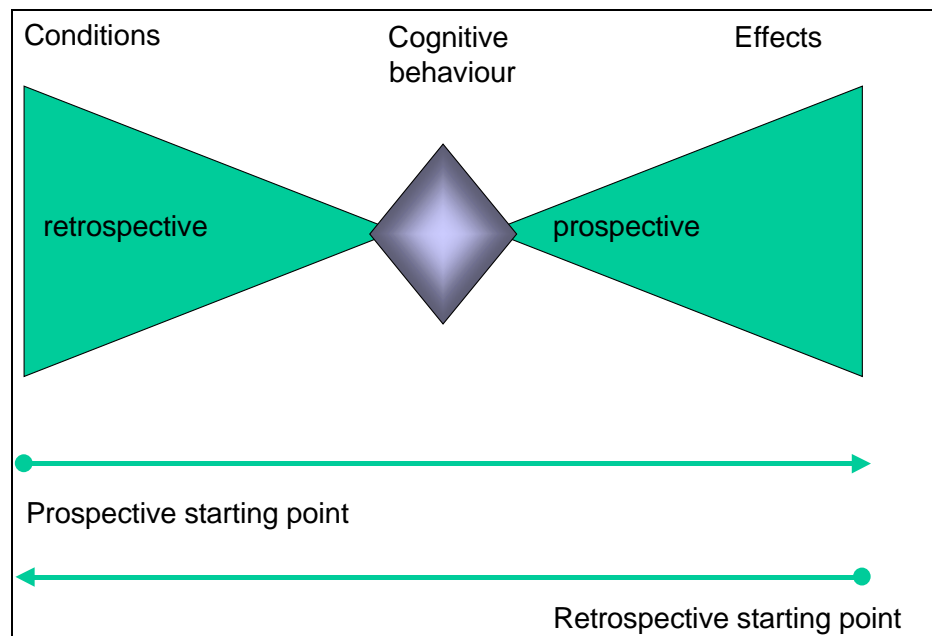 Conditions
Cognitive
behaviour
Effects
retrospective
prospective
Prospective starting point
Retrospective starting point